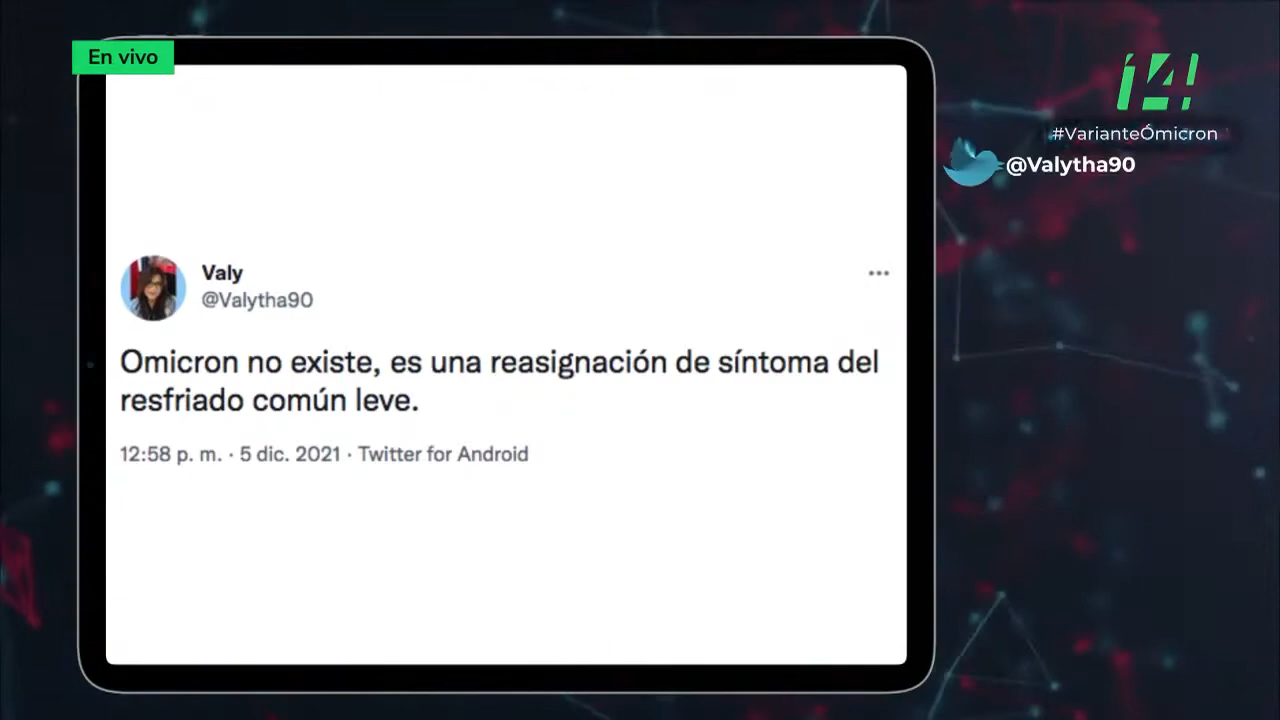 En vivo
14
#VarianteÓmicron
@Valytha90
Valy
@Valytha90
Omicron no existe, es una reasignación de síntoma del
resfriado común leve.
12:58 p. m. · 5 dic. 2021 · Twitter for Android